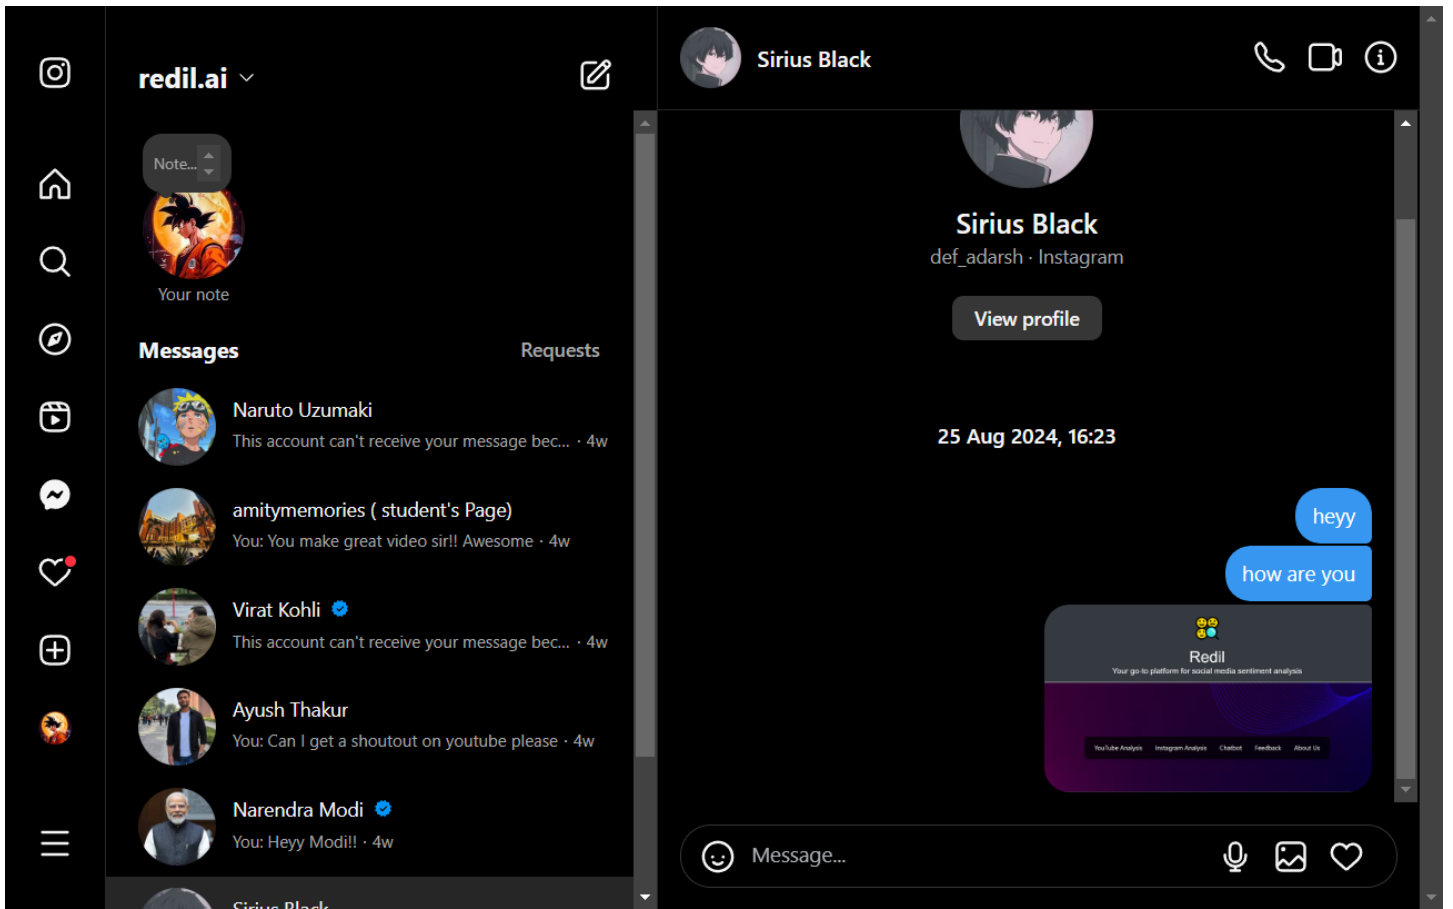 redil.ai
Note...
Your note
Messages
Requests
Naruto Uzumaki
This account can't receive your message bec... · 4w
amitymemories ( student's Page)
You: You make great video sir!! Awesome · 4w
Virat Kohli
This account can't receive your message bec... · 4w
Ayush Thakur
You: Can I get a shoutout on youtube please · 4w
Narendra Modi
You: Heyy Modi!! · 4w
Sirius Black
Sirius Black
Sirius Black
def_adarsh · Instagram
View profile
25 Aug 2024, 16:23
heyy
how are you
Redil
Your go-to platform for social media sentiment analysis
YouTube Analysis Instagram Analysis Chatbot Feedback About Us
Message...